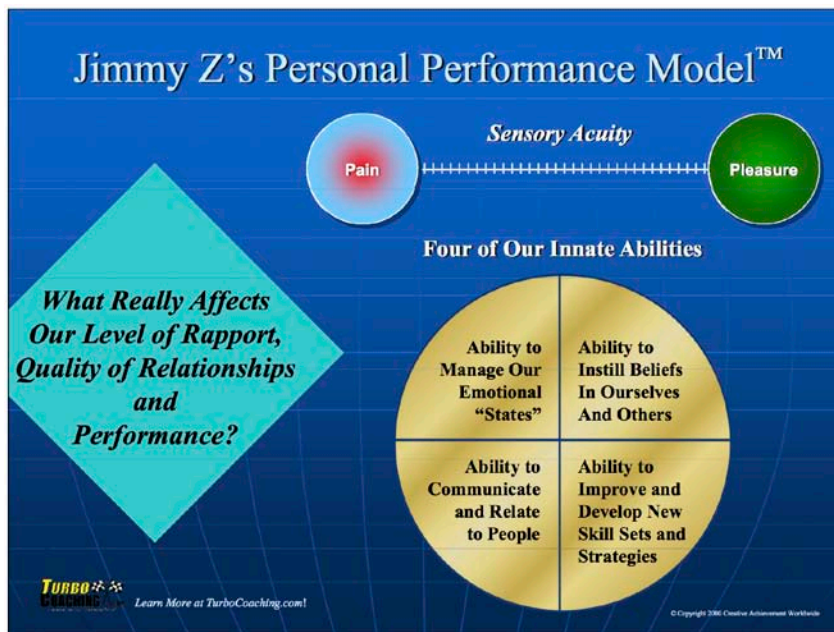 Jimmy Z's Personal Performance Model™
Sensory Acuity
Pain
Pleasure
Four of Our Innate Abilities
What Really Affects
Our Level of Rapport,
Quality of Relationships
and
Performance?
Ability to
Manage Our
Emotional
“States”
Ability to
Instill Beliefs
In Ourselves
And Others
Ability to
Communicate
and Relate
to People
Ability to
Improve and
Develop New
Skill Sets and
Strategies
TURBO
COACHING
Learn More at TurboCoaching.com!
© Copyright 2006 Creative Achievement Worldwide